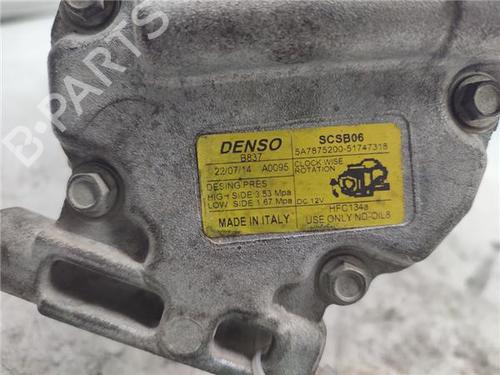 B-Parts
DENSO
SCSB06
B837
5A7875200-51747318
22/07/14 A0095
CLOCK WISE
ROTATION
DESING PRES
HIGH SIDE 3.53 Mpa
LOW SIDE 1.67 Mpa
DC 12V
HFC134a
MADE IN ITALY
USE ONLY ND-OIL8